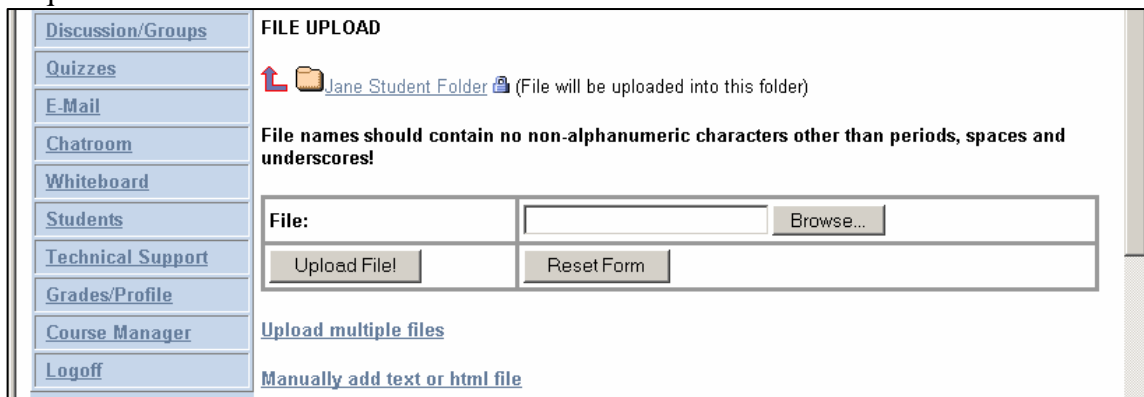 Discussion/Groups
Quizzes
E-Mail
Chatroom
Whiteboard
Students
Technical Support
Grades/Profile
Course Manager
Logoff
FILE UPLOAD
Jane Student Folder (File will be uploaded into this folder)
File names should contain no non-alphanumeric characters other than periods, spaces and
underscores!
File: Browse...
Upload File! Reset Form
Upload multiple files
Manually add text or html file